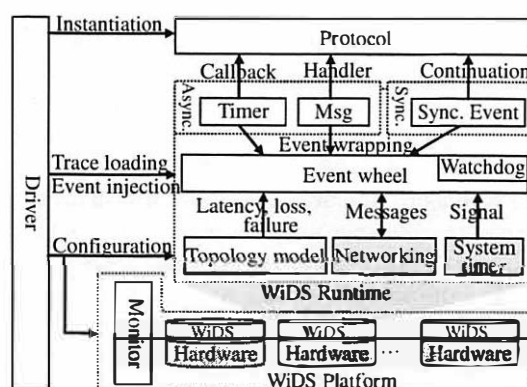 Instantiation
Protocol
Callback
Handler
Continuation
Async.
Timer
Msg
Sync.
Sync. Event
Event wrapping
Trace loading
Event injection
Event wheel
Watchdog
Driver
Latency, loss,
failure
Messages
Signal
Configuration
Topology model
Networking
System
timer
WiDS Runtime
Monitor
WiDS
WiDS
WiDS
Hardware
Hardware
...
Hardware
WiDS Platform